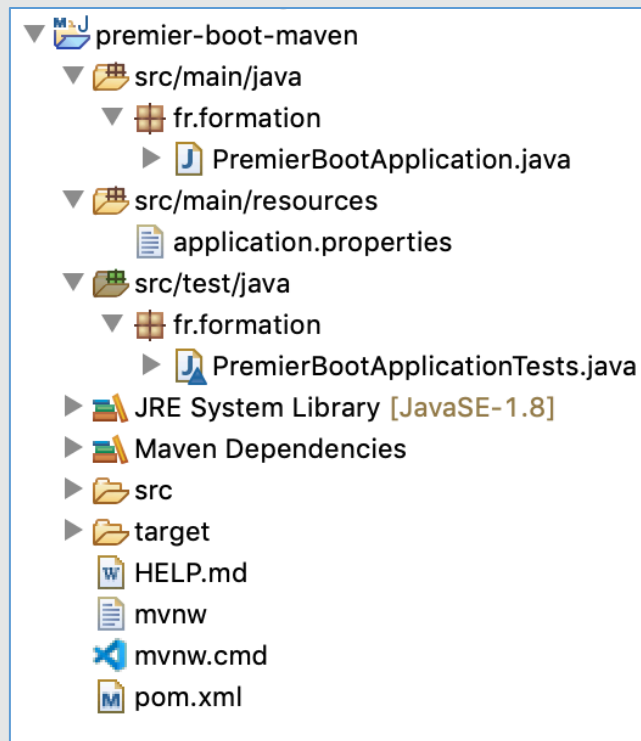 premier-boot-maven
src/main/java
fr.formation
PremierBootApplication.java
src/main/resources
application.properties
src/test/java
fr.formation
PremierBootApplicationTests.java
JRE System Library [JavaSE-1.8]
Maven Dependencies
src
target
HELP.md
mvnw
mvnw.cmd
pom.xml